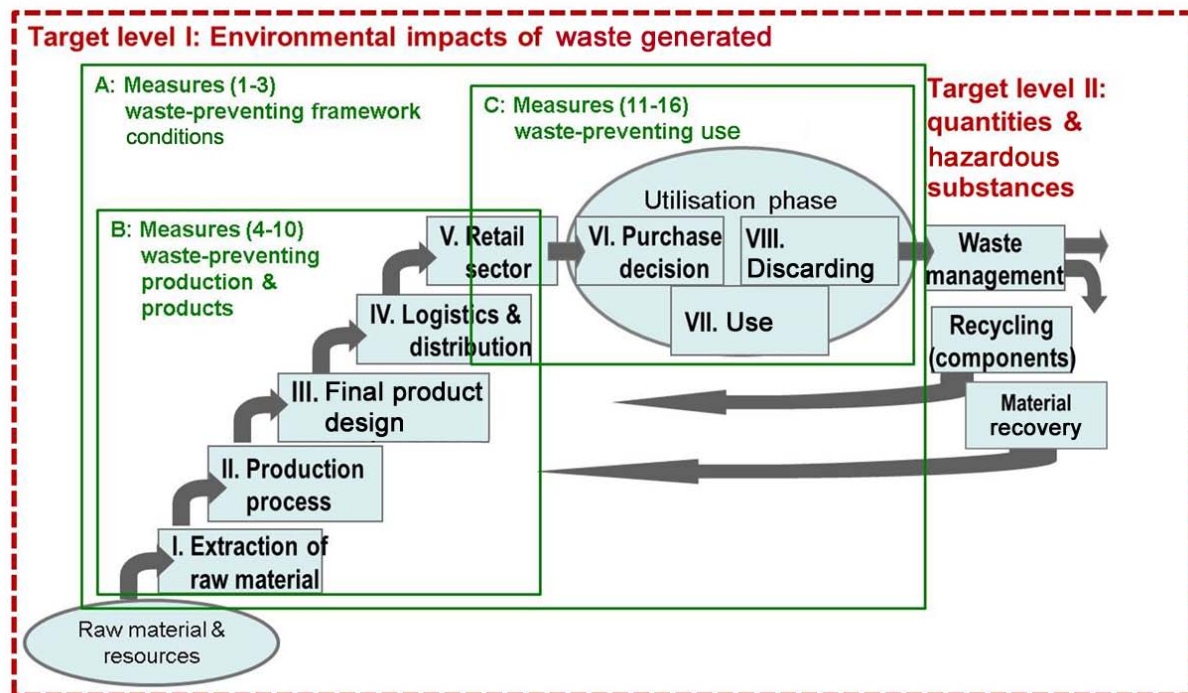 Target level I: Environmental impacts of waste generated
A: Measures (1-3)
waste-preventing framework
conditions
C: Measures (11-16)
waste-preventing use
Target level II:
quantities &
hazardous
substances
B: Measures (4-10)
waste-preventing
production &
products
Utilisation phase
V. Retail
sector
VI. Purchase
decision
VIII.
Discarding
VII. Use
Waste
management
IV. Logistics &
distribution
Recycling
(components)
III. Final product
design
Material
recovery
II. Production
process
I. Extraction of
raw material
Raw material &
resources